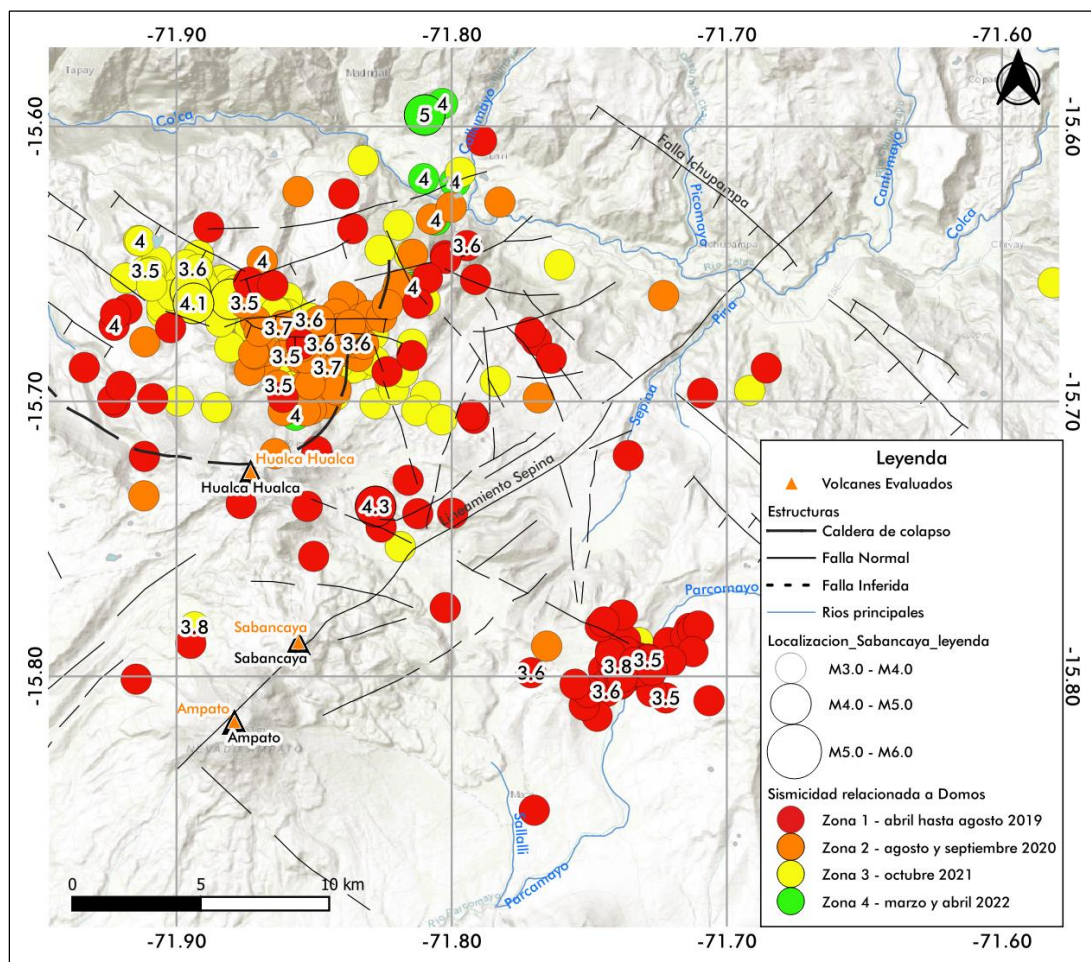 -71.90
-71.80
-71.70
-71.60
Tapay
Madrigal
Colca
Callumayo
5
4
-15.60
-15.60
Lari
4
4
4
Falla Ichupampa
Picomayo
Cantumayo
Colca
Ichupampa
Rio Colca
Chivay
4
3.5
3.6
4
3.6
4.1
3.5
4
4
3.7
3.6
3.6
3.6
3.5
3.7
3.5
4
Pina
Sepina
-15.70
-15.70
Hualca Hualca
Hualca Hualca
4.3
Lineamiento Sepina
Parcomayo
3.8
Sabancaya
Sabancaya
3.6
3.8
3.5
3.6
3.5
-15.80
-15.80
Ampato
Ampato
NEVADO AMPATO
Sallalli
Parcamayo
Rio Parcomayo
0
5
10 km
Leyenda
Volcanes Evaluados
Estructuras
Caldera de colapso
Falla Normal
Falla Inferida
Rios principales
Localizacion_Sabancaya_leyenda
M3.0 - M4.0
M4.0 - M5.0
M5.0 - M6.0
Sismicidad relacionada a Domos
Zona 1 - abril hasta agosto 2019
Zona 2 - agosto y septiembre 2020
Zona 3 - octubre 2021
Zona 4 - marzo y abril 2022
-71.90
-71.80
-71.70
-71.60